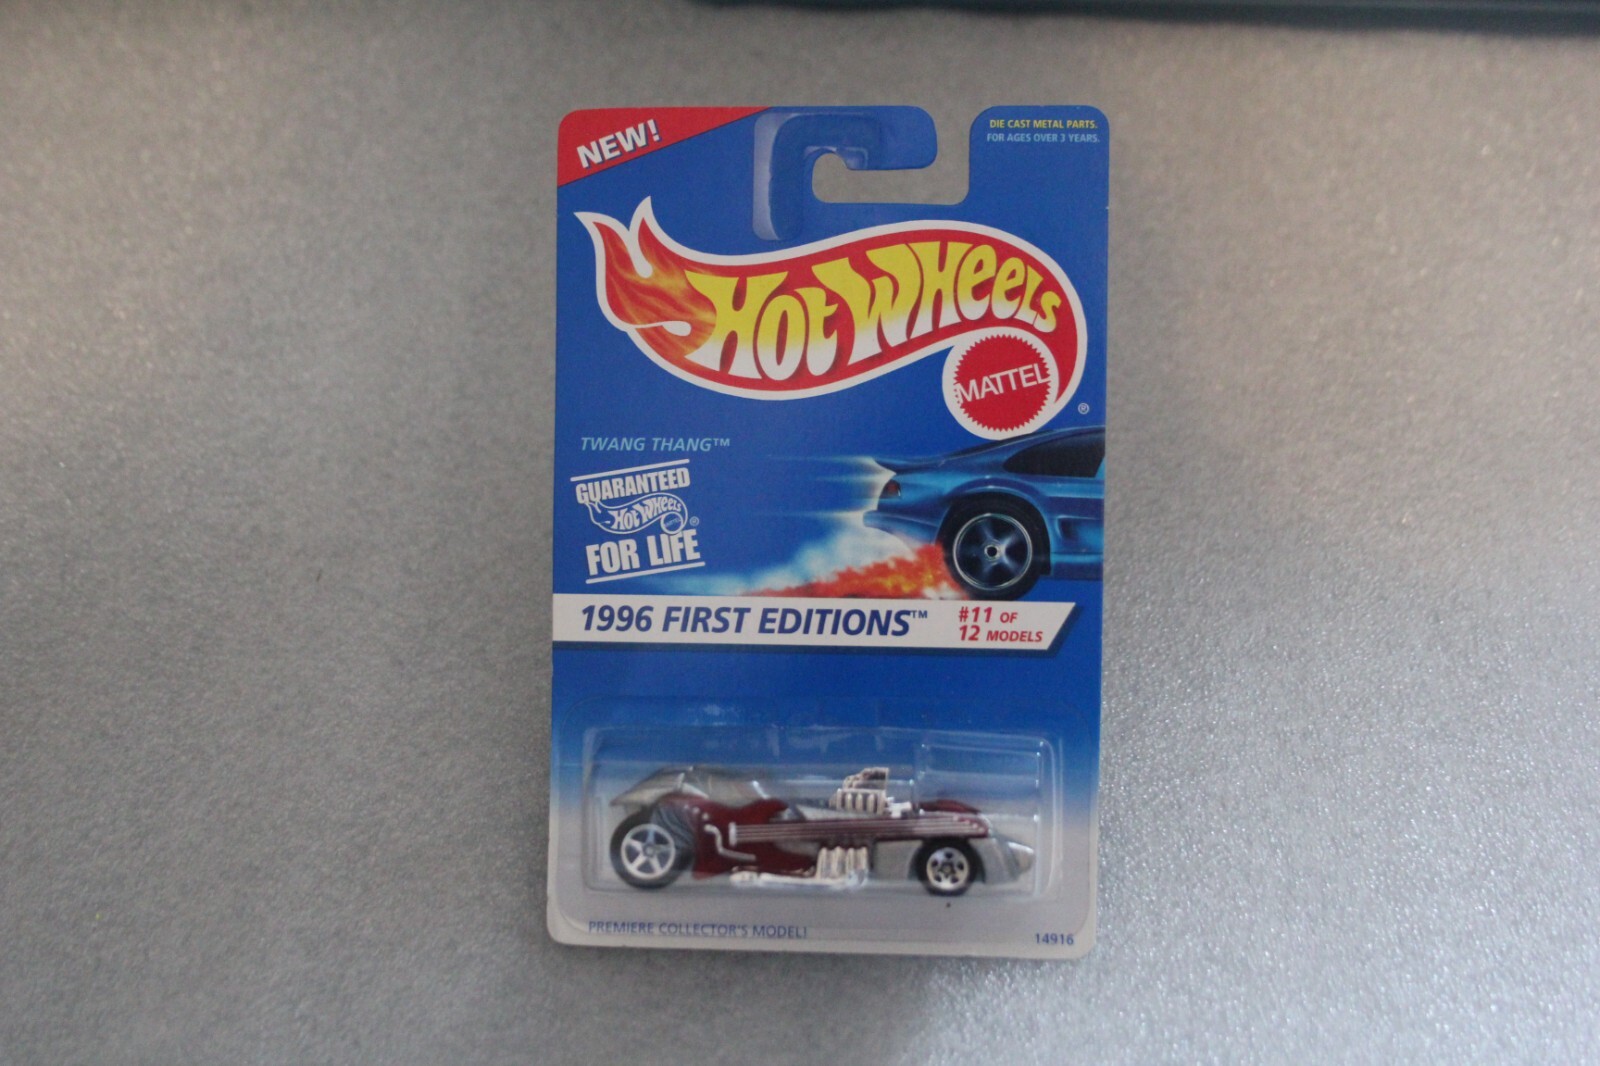 NEW!
DIE CAST METAL PARTS.
FOR AGES OVER 3 YEARS.
HOT WHEELS
MATTEL
®
TWANG THANG™
GUARANTEED
HOT WHEELS ®
FOR LIFE
1996 FIRST EDITIONS™
#11 OF
12 MODELS
PREMIERE COLLECTOR'S MODEL!
14916